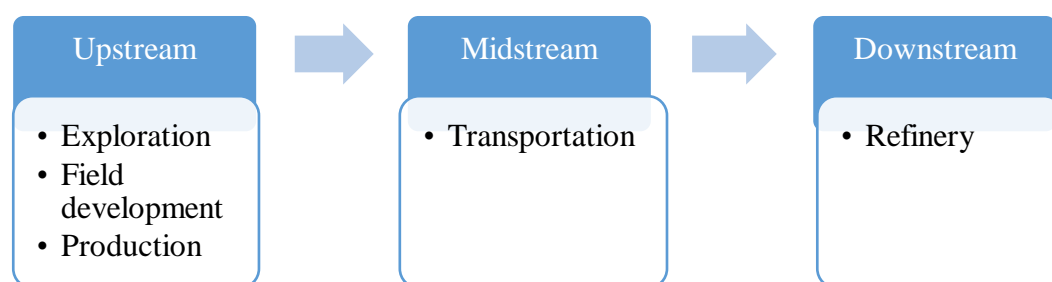 Upstream
• Exploration
• Field
development
• Production
Midstream
• Transportation
Downstream
• Refinery